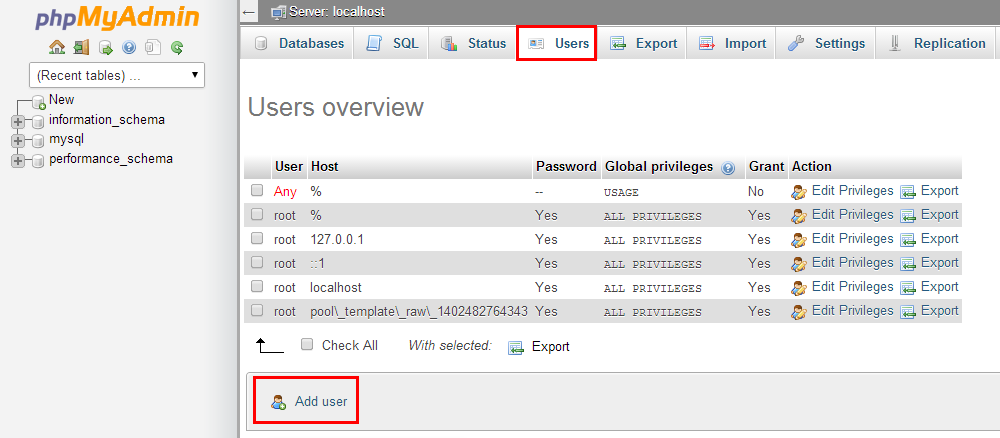 phpMyAdmin
(Recent tables) ...
New
information_schema
mysql
performance_schema
Server: localhost
Databases SQL Status Users Export Import Settings Replication
Users overview
User Host Password Global privileges Grant Action
Any % -- USAGE No Edit Privileges Export
root % Yes ALL PRIVILEGES Yes Edit Privileges Export
root 127.0.0.1 Yes ALL PRIVILEGES Yes Edit Privileges Export
root ::1 Yes ALL PRIVILEGES Yes Edit Privileges Export
root localhost Yes ALL PRIVILEGES Yes Edit Privileges Export
root pool\_template\_raw\_1402482764343 Yes ALL PRIVILEGES Yes Edit Privileges Export
Check All With selected: Export
Add user